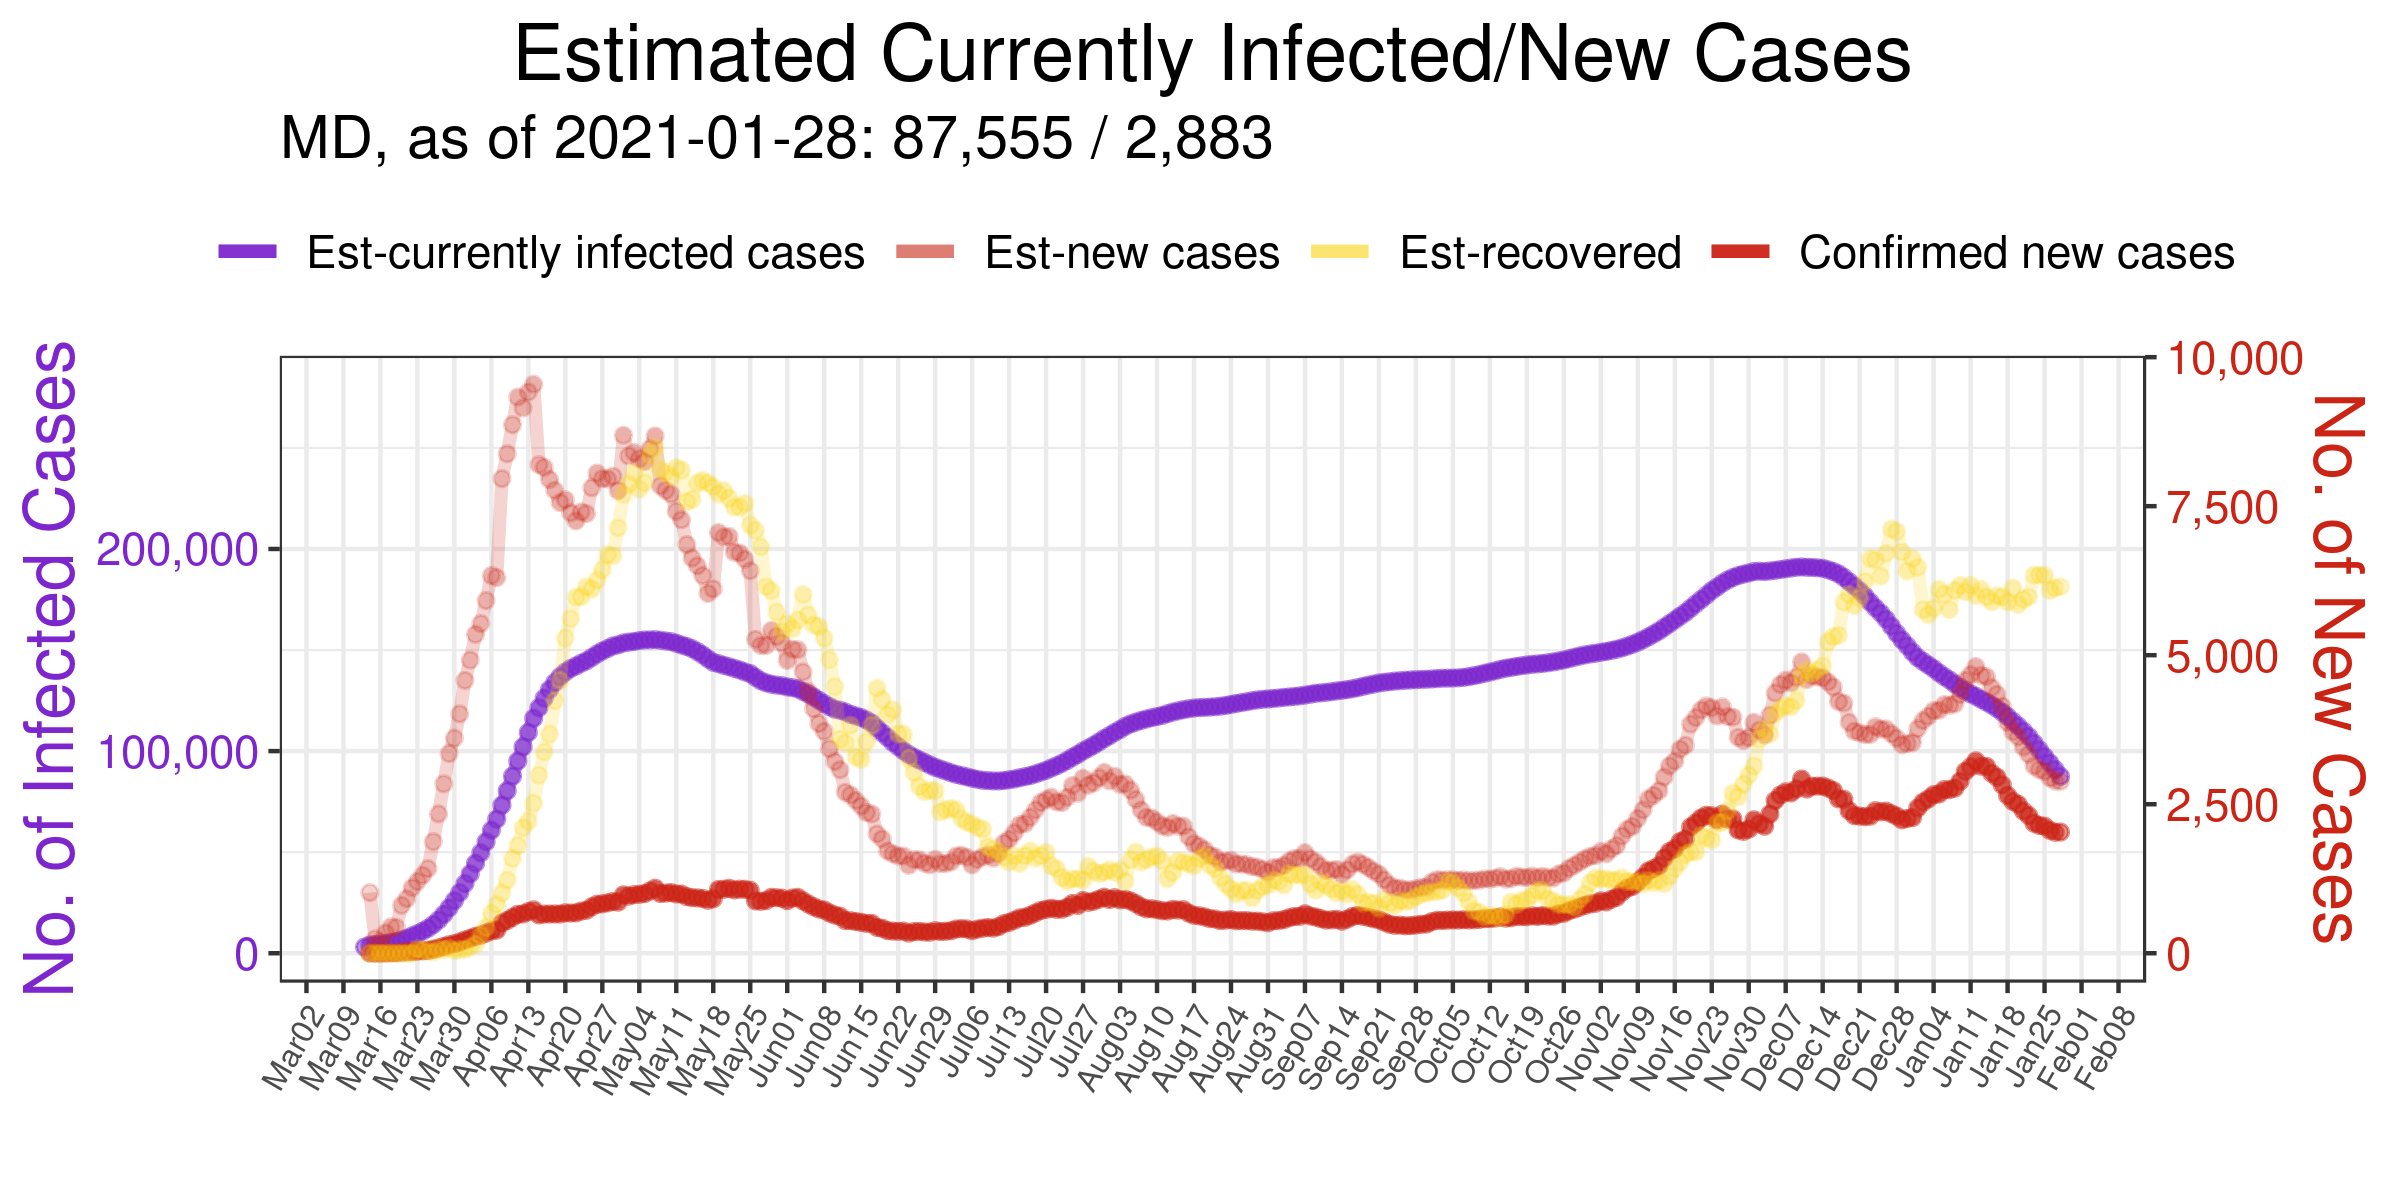 Estimated Currently Infected/New Cases
MD, as of 2021-01-28: 87,555 / 2,883
Est-currently infected cases
Est-new cases
Est-recovered
Confirmed new cases
No. of Infected Cases
200,000
100,000
0
10,000
7,500
5,000
2,500
0
No. of New Cases
Mar02
Mar09
Mar16
Mar23
Mar30
Apr06
Apr13
Apr20
Apr27
May04
May11
May18
May25
Jun01
Jun08
Jun15
Jun22
Jun29
Jul06
Jul13
Jul20
Jul27
Aug03
Aug10
Aug17
Aug24
Aug31
Sep07
Sep14
Sep21
Sep28
Oct05
Oct12
Oct19
Oct26
Nov02
Nov09
Nov16
Nov23
Nov30
Dec07
Dec14
Dec21
Dec28
Jan04
Jan11
Jan18
Jan25
Feb01
Feb08